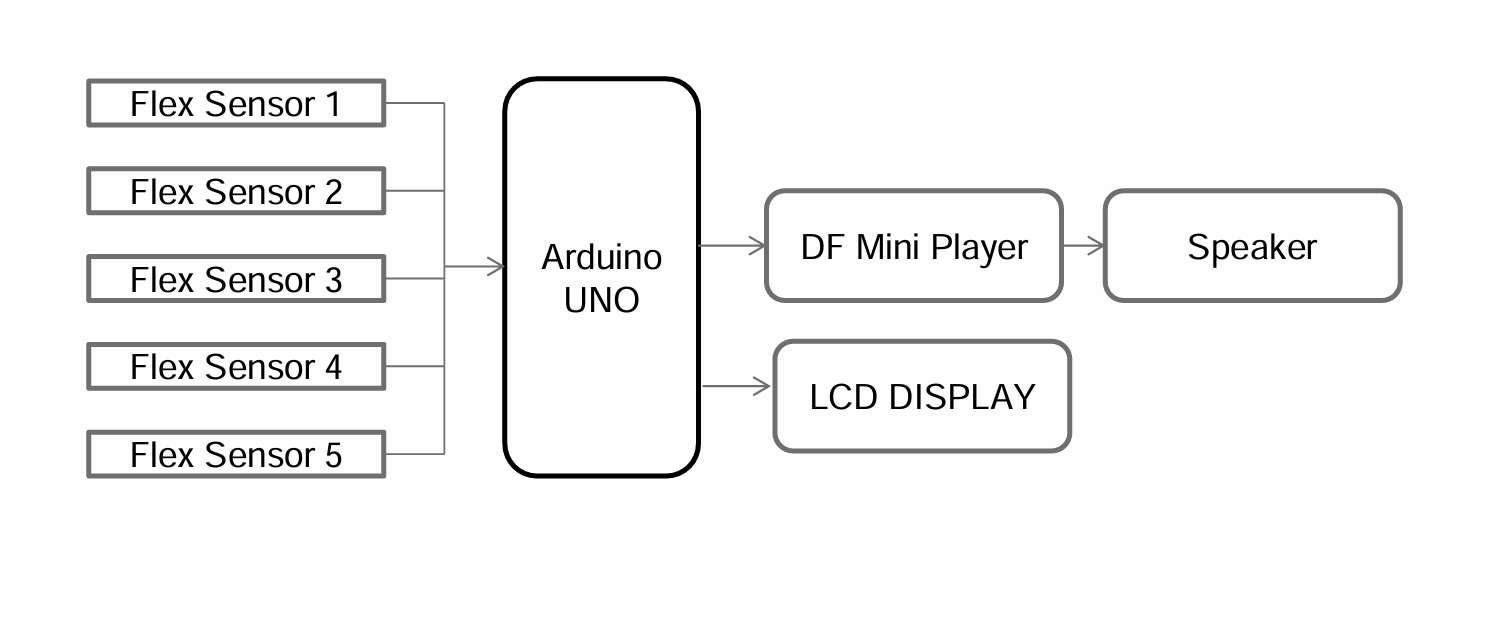 Flex Sensor 1
Flex Sensor 2
Flex Sensor 3
Flex Sensor 4
Flex Sensor 5
Arduino
UNO
DF Mini Player
Speaker
LCD DISPLAY